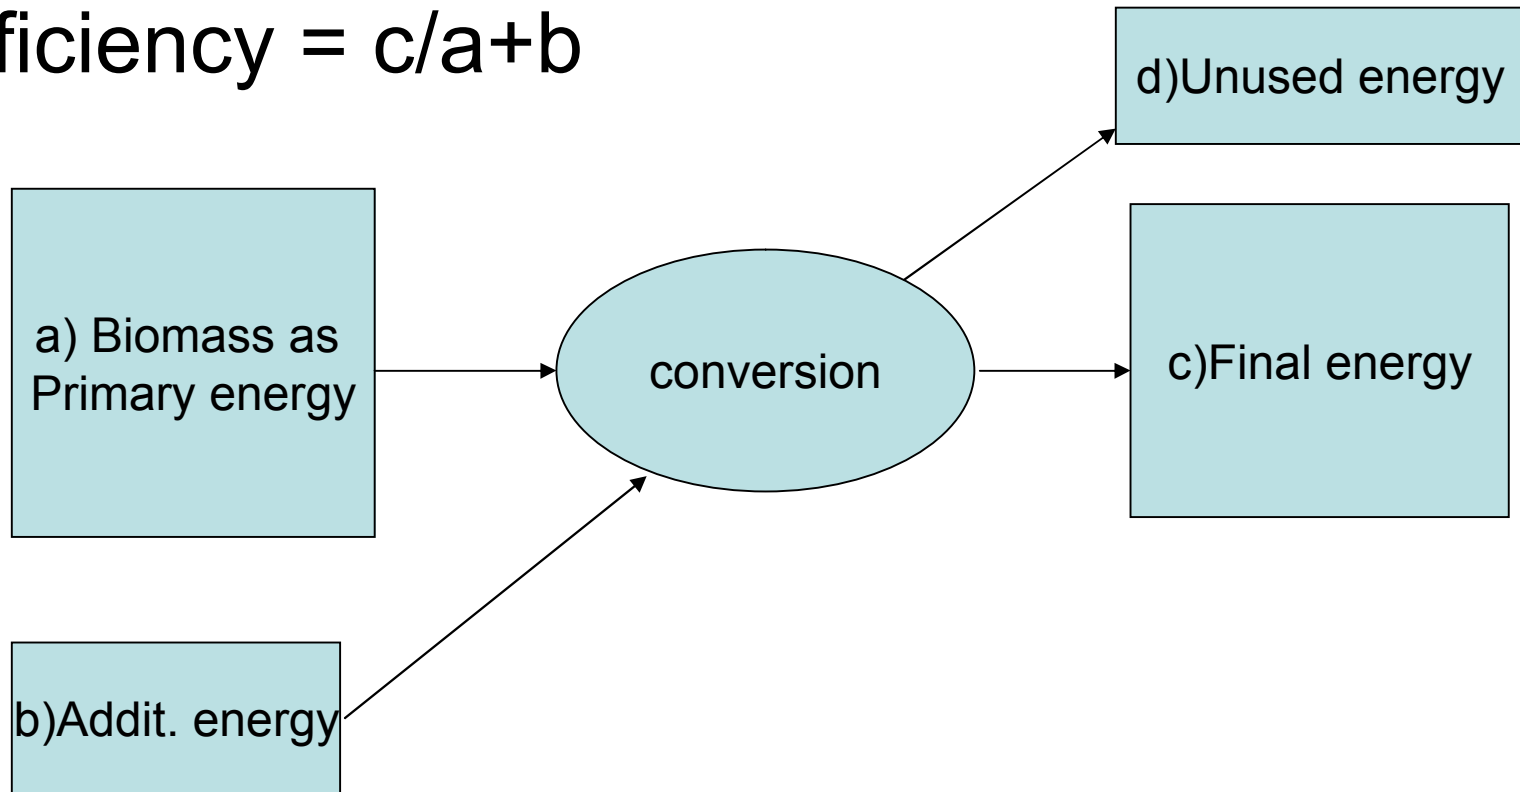 ficiency = c/a+b
d)Unused energy
a) Biomass as
Primary energy
conversion
c)Final energy
b)Addit. energy